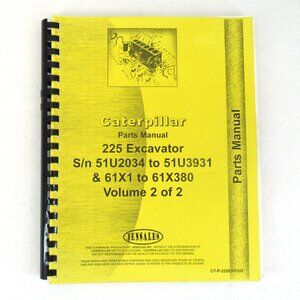 Caterpillar
Parts Manual
225 Excavator
S/n 51U2034 to 51U3931
& 61X1 to 61X380
Volume 2 of 2
JENSALES
Parts Manual